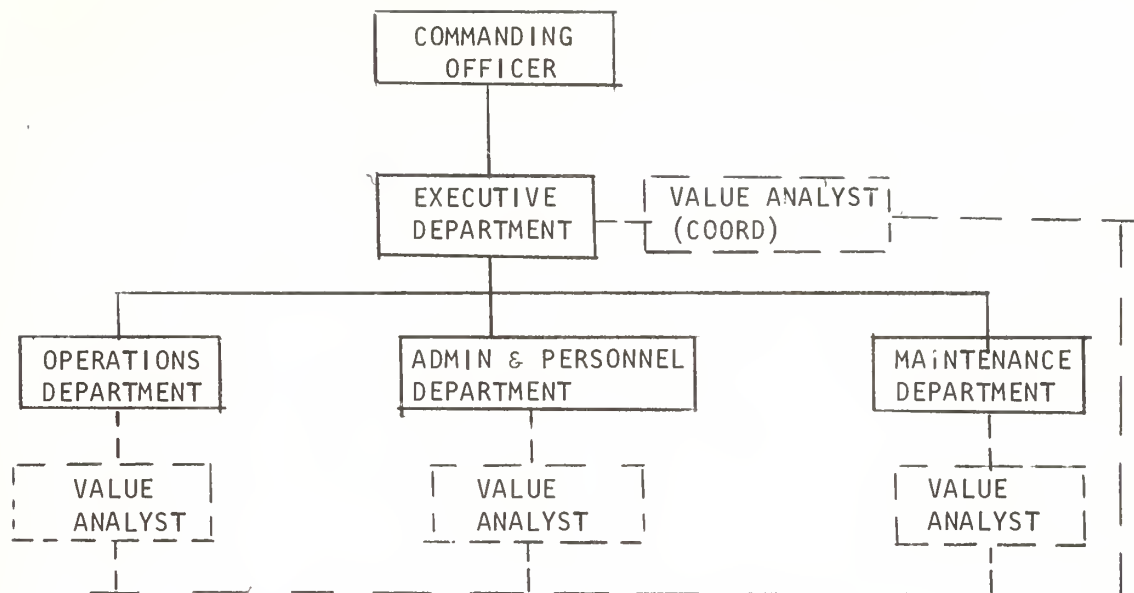 COMMANDING
OFFICER
EXECUTIVE
DEPARTMENT
VALUE ANALYST
(COORD)
OPERATIONS
DEPARTMENT
ADMIN & PERSONNEL
DEPARTMENT
MAINTENANCE
DEPARTMENT
VALUE
ANALYST
VALUE
ANALYST
VALUE
ANALYST